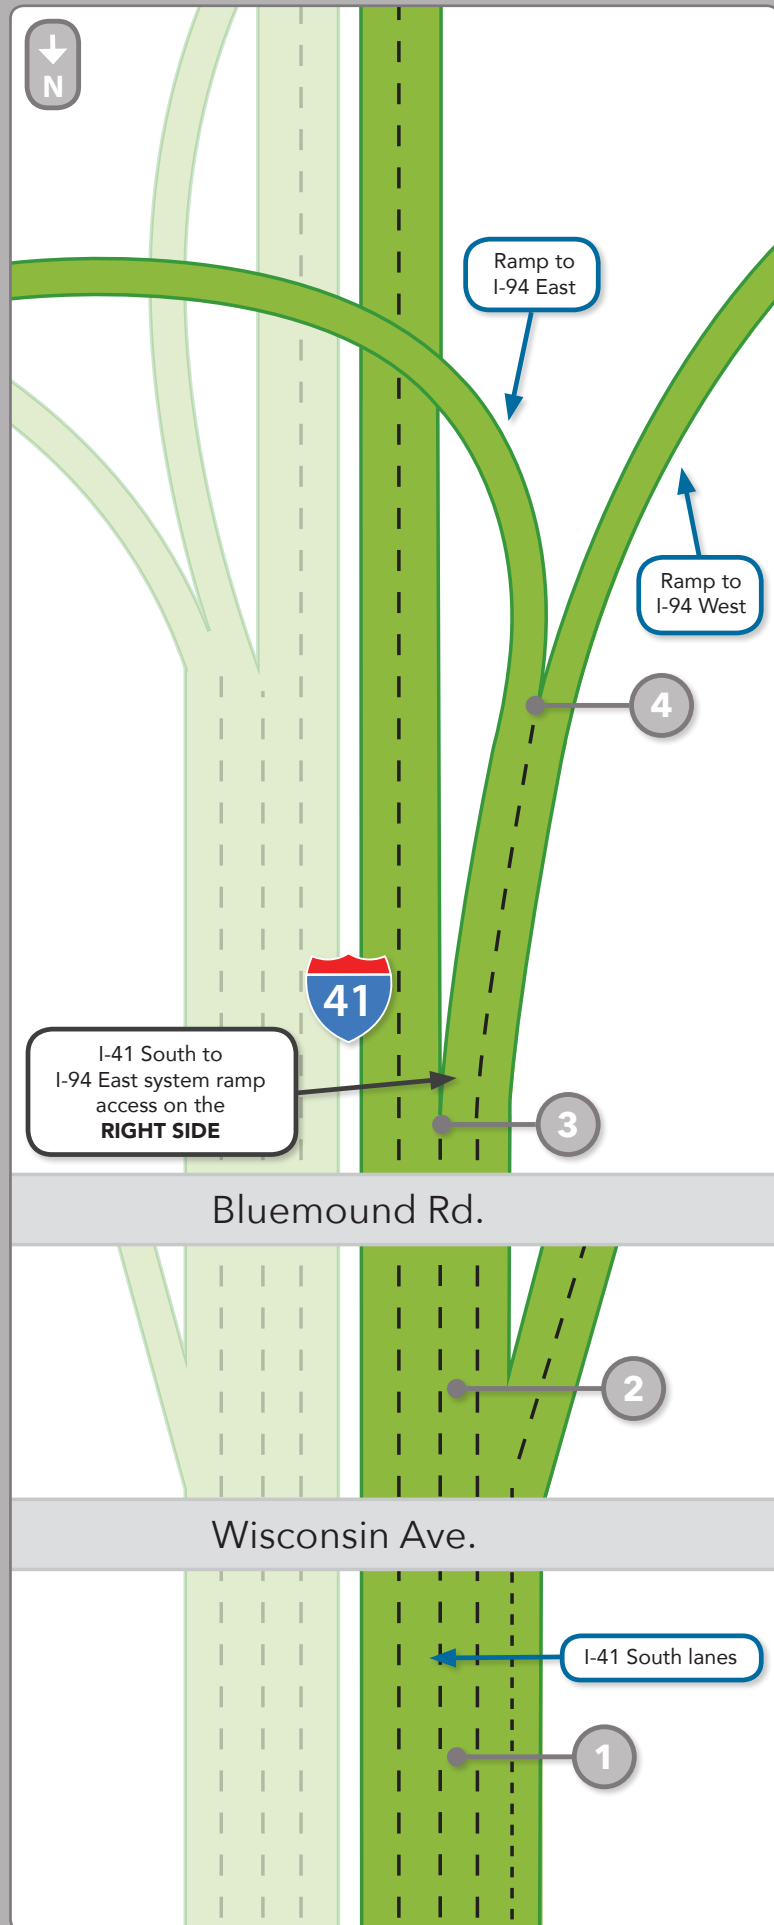 N
Ramp to
I-94 East
Ramp to
I-94 West
4
41
I-41 South to
I-94 East system ramp
access on the
RIGHT SIDE
3
Bluemound Rd.
2
Wisconsin Ave.
I-41 South lanes
1